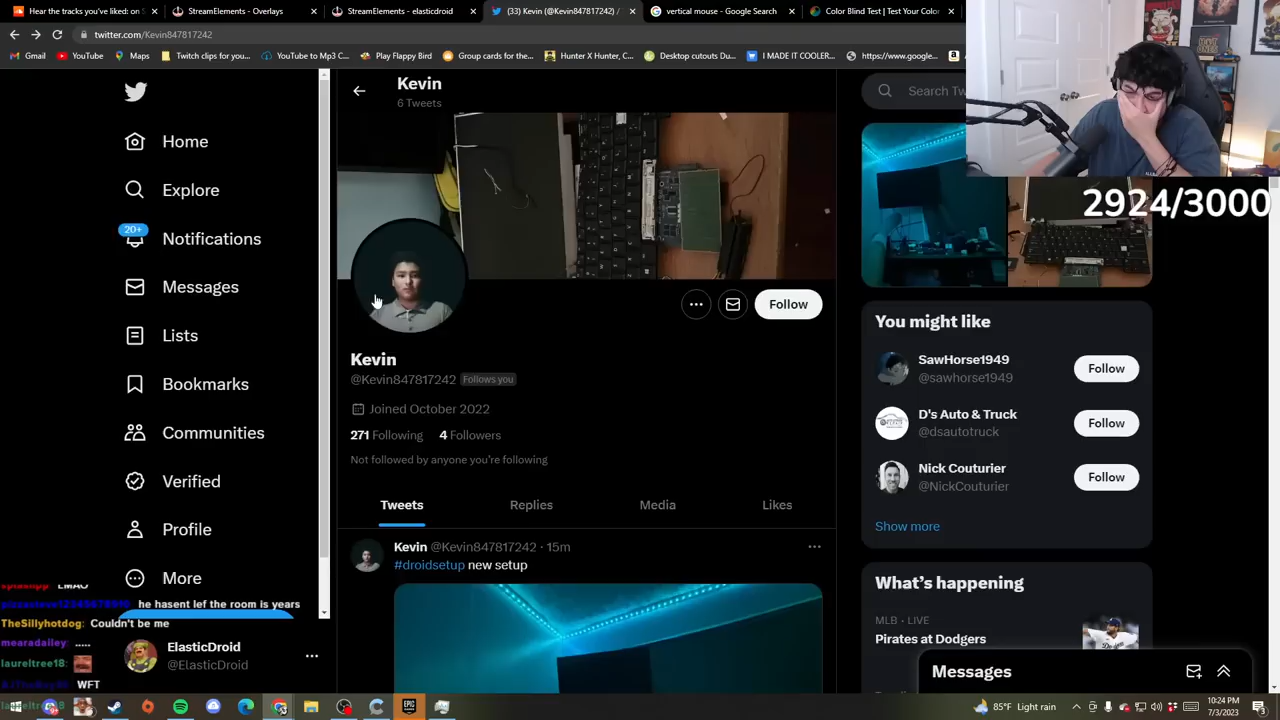 Hear the tracks you've liked: on S
StreamElements - Overlays
StreamElements - elasticdroid
(33) Kevin (@Kevin847817242) /
vertical mouse - Google Search
Color Blind Test | Test Your Color
twitter.com/Kevin847817242
Gmail
YouTube
Maps
Twitch clips for you...
YouTube to Mp3 C...
Play Flappy Bird
Group cards for the...
Hunter X Hunter, C...
Desktop cutouts Du...
I MADE IT COOLER...
https://www.google...
Home
Explore
20+
Notifications
Messages
Lists
Bookmarks
Communities
Verified
Profile
More
ElasticDroid
@ElasticDroid
Kevin
6 Tweets
Follow
Kevin
@Kevin847817242 Follows you
Joined October 2022
271 Following 4 Followers
Not followed by anyone you're following
Tweets Replies Media Likes
Kevin @Kevin847817242 · 15m
#droidsetup new setup
Search Tw
2924/3000
You might like
SawHorse1949
@sawhorse1949
Follow
D's Auto & Truck
@dsautotruck
Follow
Nick Couturier
@NickCouturier
Follow
Show more
What's happening
MLB · LIVE
Pirates at Dodgers
Messages
LMAO
he hasent lef the room is years
TheSillyhotdog: Couldn't be me
mearadailey: .....
laureltree18:
WFT
laureltree18:
85°F Light rain
10:24 PM
7/3/2023